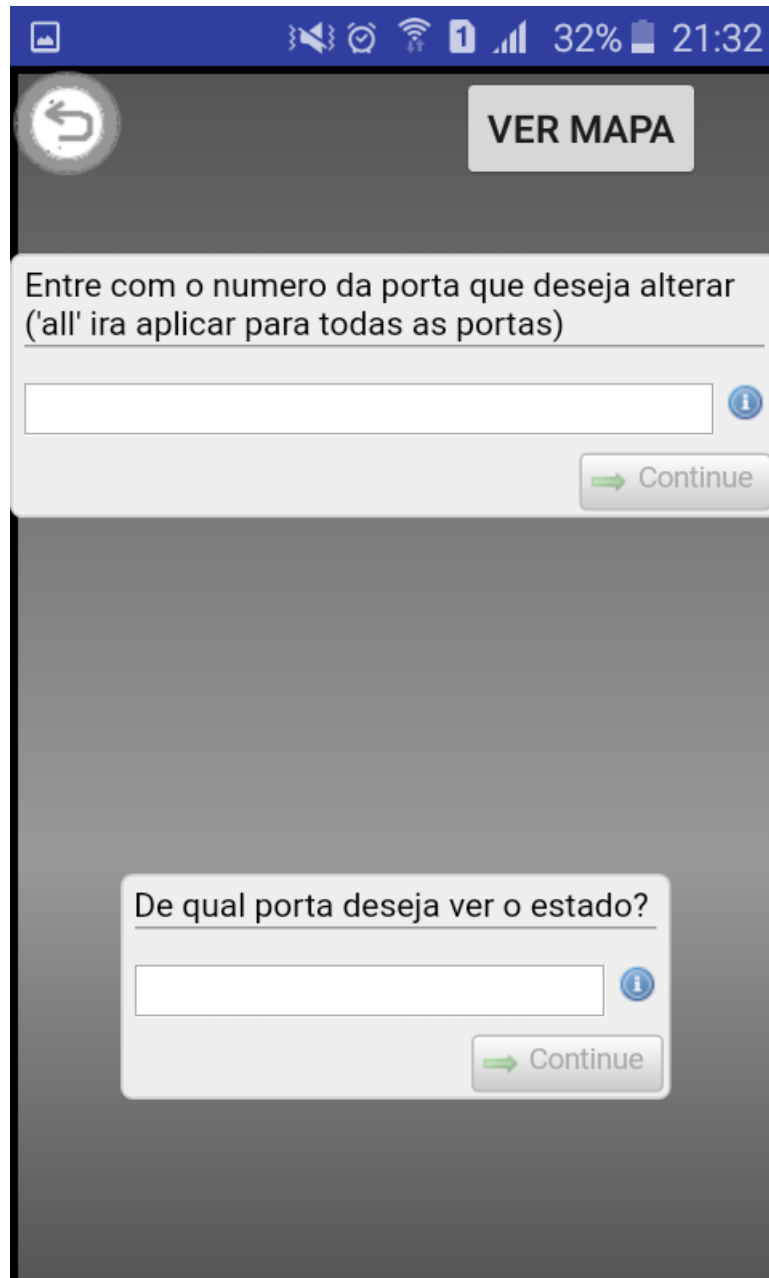 1 32% 21:32
VER MAPA
Entre com o numero da porta que deseja alterar
('all' ira aplicar para todas as portas)
i
Continue
De qual porta deseja ver o estado?
i
Continue